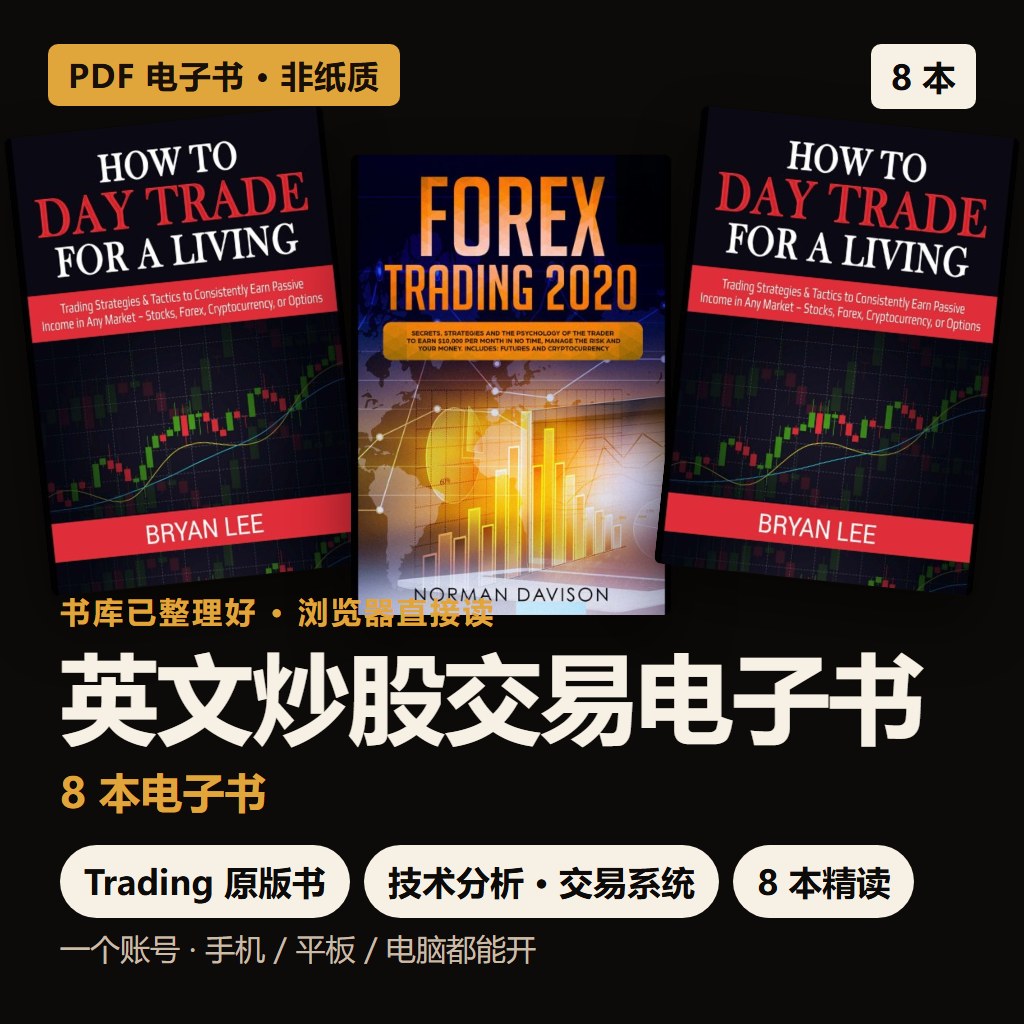 PDF 电子书 • 非纸质
8 本
HOW TO
DAY TRADE
FOR A LIVING
Trading Strategies & Tactics to Consistently Earn Passive
Income in Any Market – Stocks, Forex, Cryptocurrency, or Options
BRYAN LEE
FOREX
TRADING 2020
SECRETS, STRATEGIES AND THE PSYCHOLOGY OF THE TRADER
TO EARN $10,000 PER MONTH IN NO TIME, MANAGE THE RISK AND
YOUR MONEY. INCLUDES: FUTURES AND CRYPTOCURRENCY
NORMAN DAVISON
HOW TO
DAY TRADE
FOR A LIVING
Trading Strategies & Tactics to Consistently Earn Passive
Income in Any Market – Stocks, Forex, Cryptocurrency, or Options
BRYAN LEE
书库已整理好 • 浏览器直接读
英文炒股交易电子书
8 本电子书
Trading 原版书
技术分析 • 交易系统
8 本精读
一个账号 · 手机 / 平板 / 电脑都能开